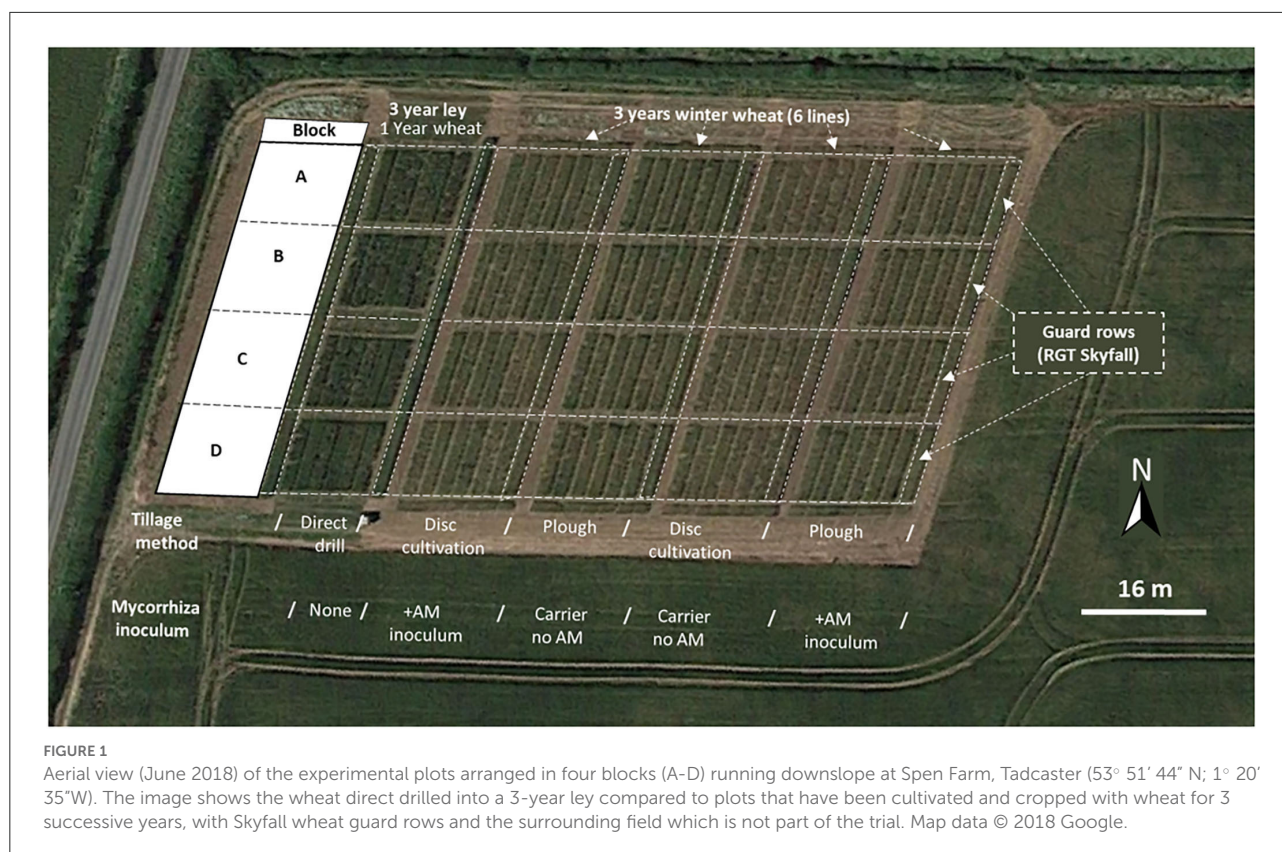 3 year ley
1 Year wheat
3 years winter wheat (6 lines)
Block
A
B
C
D
Guard rows
(RGT Skyfall)
N
16 m
Tillage
method
/ Direct
drill /
Disc
cultivation
/ Plough /
Disc
cultivation
/ Plough /
Mycorrhiza
inoculum
/ None /
+AM
inoculum
/ Carrier
no AM
/ Carrier
no AM
/ +AM
inoculum /
FIGURE 1
Aerial view (June 2018) of the experimental plots arranged in four blocks (A-D) running downslope at Spen Farm, Tadcaster (53° 51′ 44″ N; 1° 20′
35″W). The image shows the wheat direct drilled into a 3-year ley compared to plots that have been cultivated and cropped with wheat for 3
successive years, with Skyfall wheat guard rows and the surrounding field which is not part of the trial. Map data © 2018 Google.